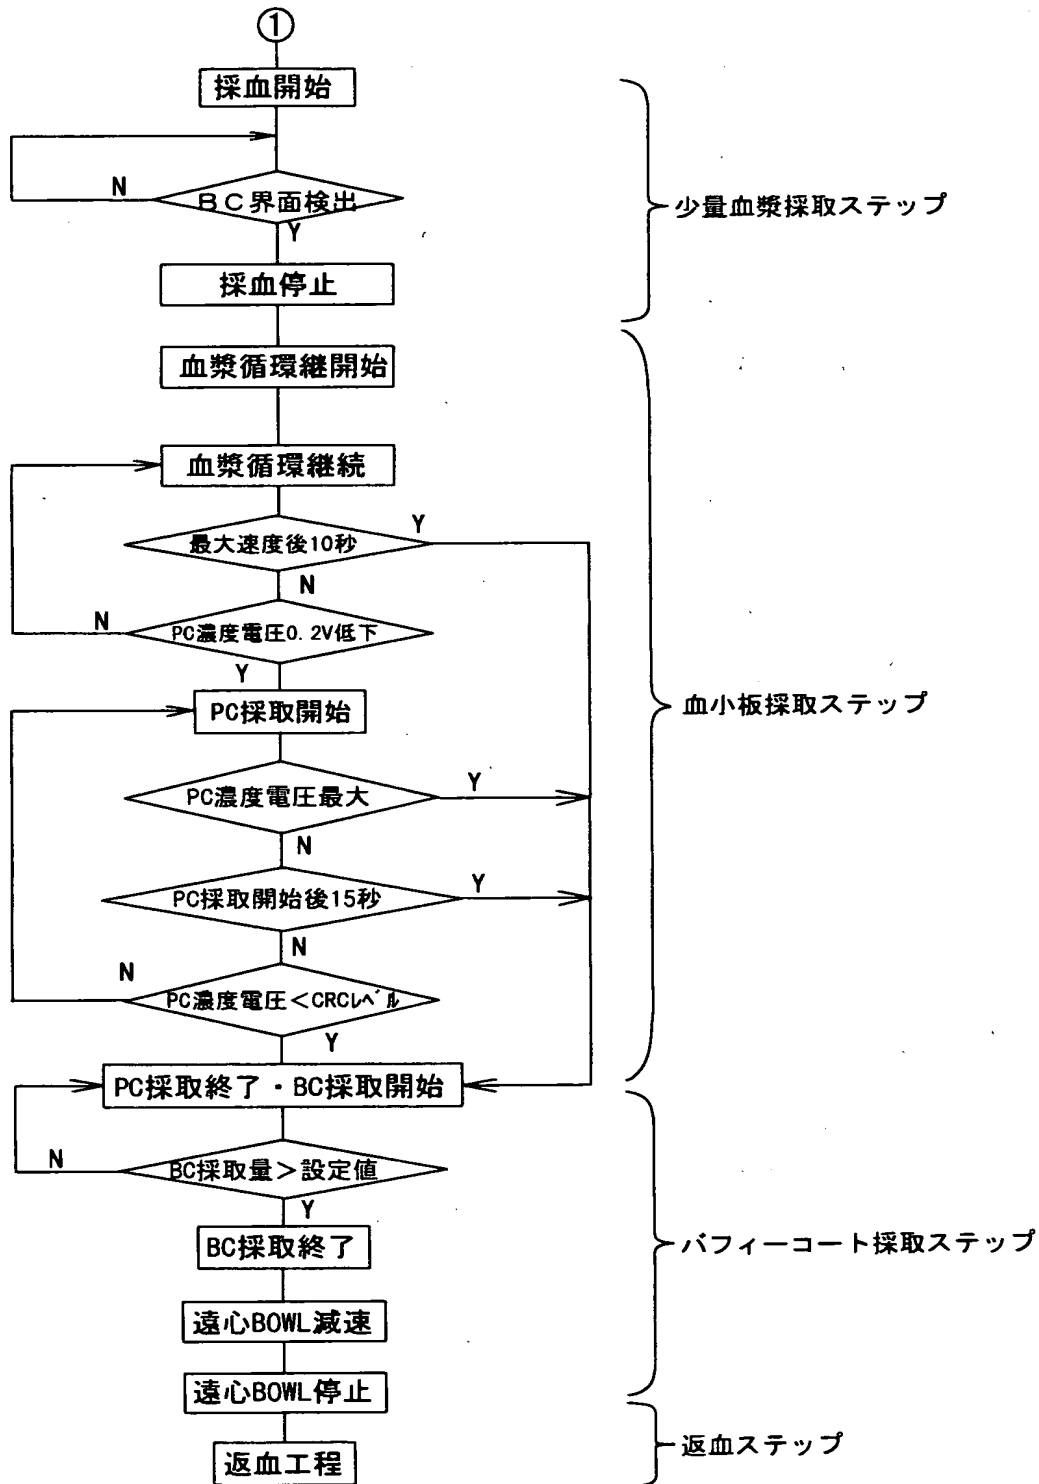 ①
採血開始
N
BC界面検出
少量血漿採取ステップ
Y
採血停止
血漿循環継開始
血漿循環継続
Y
最大速度後10秒
N
N
PC濃度電圧0.2V低下
Y
PC採取開始
血小板採取ステップ
PC濃度電圧最大
Y
N
PC採取開始後15秒
Y
N
N
PC濃度電圧<CRCレベル
Y
PC採取終了・BC採取開始
N
BC採取量>設定値
Y
BC採取終了
バフィーコート採取ステップ
遠心BOWL減速
遠心BOWL停止
返血ステップ
返血工程